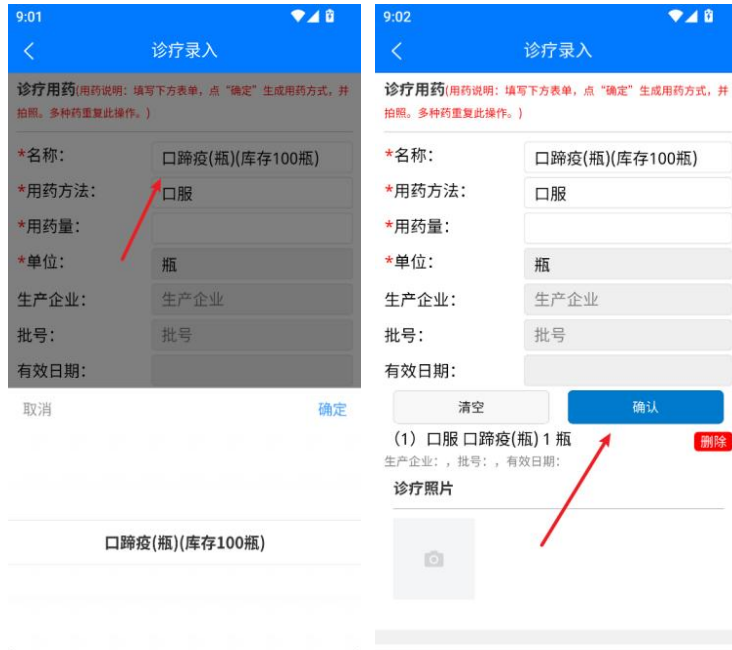 9:01
诊疗录入
诊疗用药(用药说明：填写下方表单，点“确定”生成用药方式，并
拍照。多种药重复此操作。)
*名称： 口蹄疫(瓶)(库存100瓶)
*用药方法： 口服
*用药量：
*单位： 瓶
生产企业： 生产企业
批号： 批号
有效日期：
取消 确定
口蹄疫(瓶)(库存100瓶)
9:02
诊疗录入
诊疗用药(用药说明：填写下方表单，点“确定”生成用药方式，并
拍照。多种药重复此操作。)
*名称： 口蹄疫(瓶)(库存100瓶)
*用药方法： 口服
*用药量：
*单位： 瓶
生产企业： 生产企业
批号： 批号
有效日期：
清空 确认
（1）口服 口蹄疫(瓶) 1 瓶 删除
生产企业：，批号：，有效日期：
诊疗照片